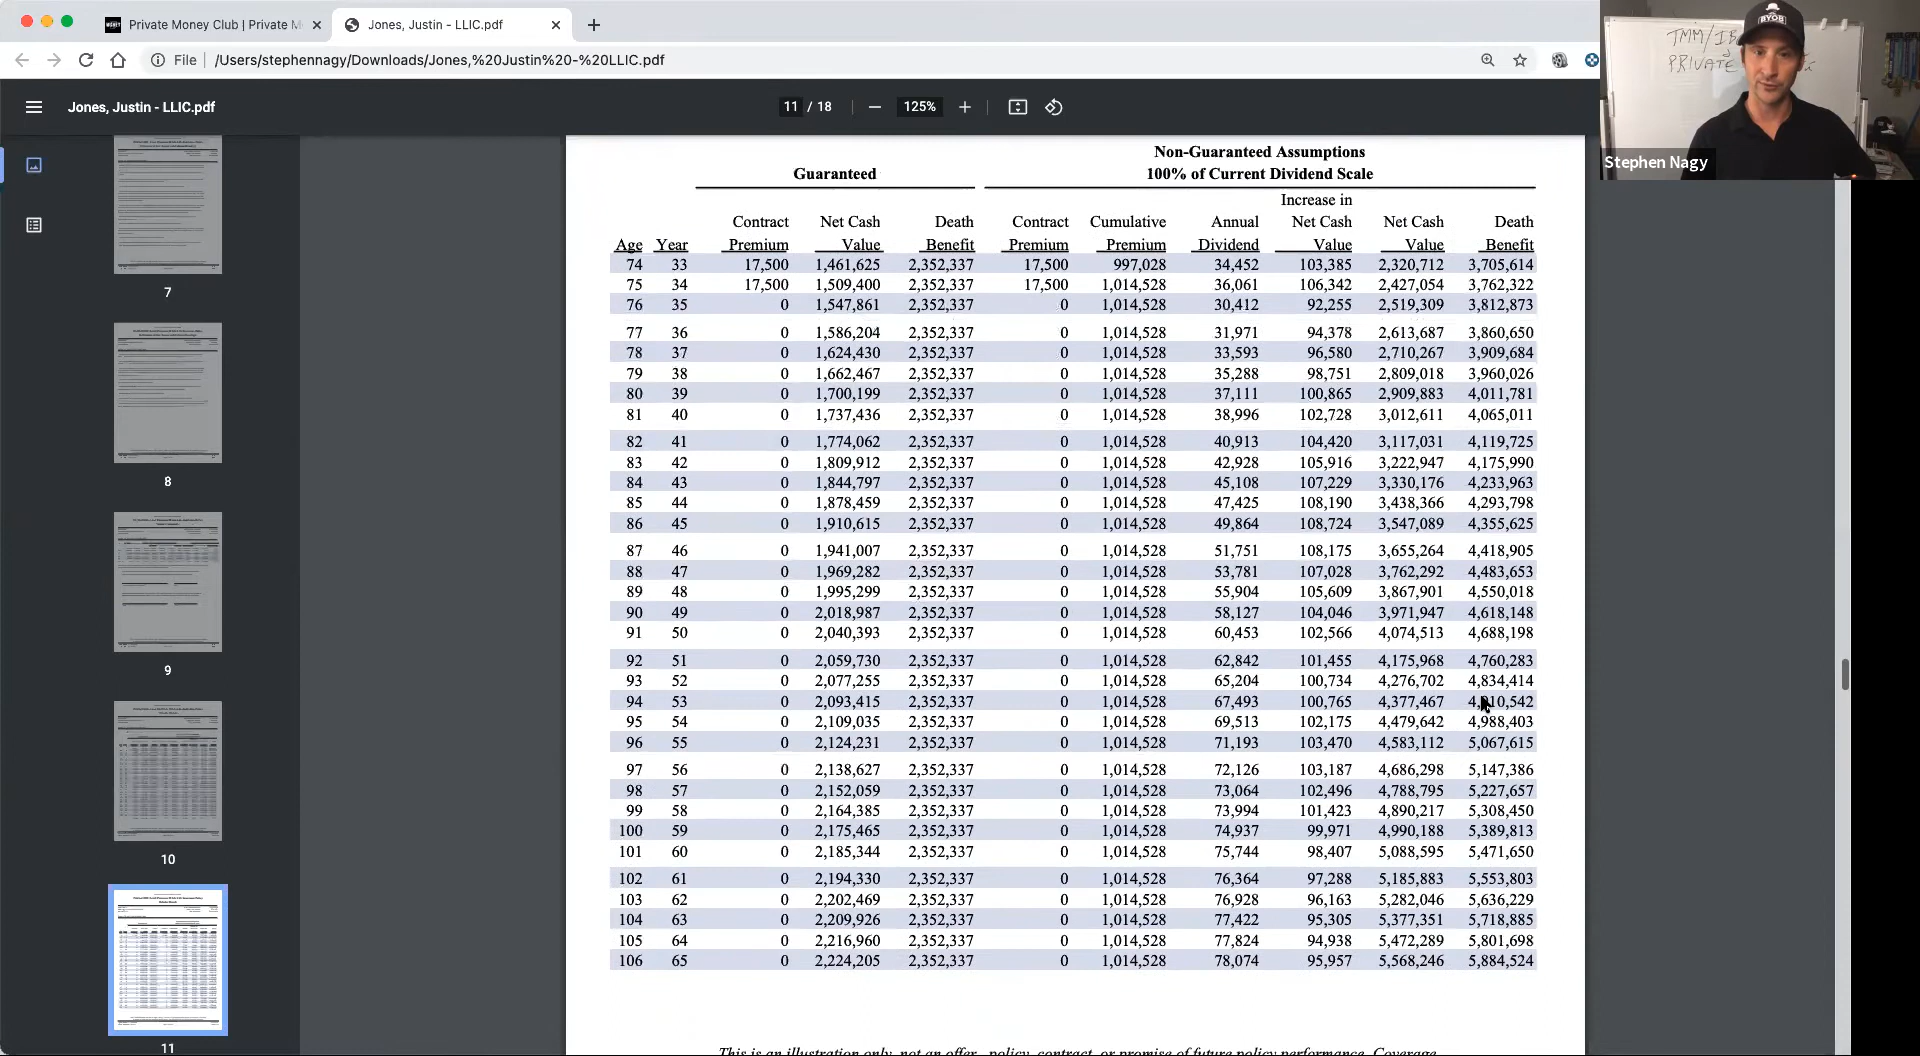 Private Money Club | Private M
Jones, Justin - LLIC.pdf
File
/Users/stephennagy/Downloads/Jones,%20Justin%20-%20LLIC.pdf
Jones, Justin - LLIC.pdf
11 / 18
125%
BYOB
TMM/IB
PRIVATE
Stephen Nagy
7
8
9
10
11
Non-Guaranteed Assumptions
Guaranteed 100% of Current Dividend Scale
Increase in
Contract Net Cash Death Contract Cumulative Annual Net Cash Net Cash Death
Age Year Premium Value Benefit Premium Premium Dividend Value Value Benefit
74 33 17,500 1,461,625 2,352,337 17,500 997,028 34,452 103,385 2,320,712 3,705,614
75 34 17,500 1,509,400 2,352,337 17,500 1,014,528 36,061 106,342 2,427,054 3,762,322
76 35 0 1,547,861 2,352,337 0 1,014,528 30,412 92,255 2,519,309 3,812,873
77 36 0 1,586,204 2,352,337 0 1,014,528 31,971 94,378 2,613,687 3,860,650
78 37 0 1,624,430 2,352,337 0 1,014,528 33,593 96,580 2,710,267 3,909,684
79 38 0 1,662,467 2,352,337 0 1,014,528 35,288 98,751 2,809,018 3,960,026
80 39 0 1,700,199 2,352,337 0 1,014,528 37,111 100,865 2,909,883 4,011,781
81 40 0 1,737,436 2,352,337 0 1,014,528 38,996 102,728 3,012,611 4,065,011
82 41 0 1,774,062 2,352,337 0 1,014,528 40,913 104,420 3,117,031 4,119,725
83 42 0 1,809,912 2,352,337 0 1,014,528 42,928 105,916 3,222,947 4,175,990
84 43 0 1,844,797 2,352,337 0 1,014,528 45,108 107,229 3,330,176 4,233,963
85 44 0 1,878,459 2,352,337 0 1,014,528 47,425 108,190 3,438,366 4,293,798
86 45 0 1,910,615 2,352,337 0 1,014,528 49,864 108,724 3,547,089 4,355,625
87 46 0 1,941,007 2,352,337 0 1,014,528 51,751 108,175 3,655,264 4,418,905
88 47 0 1,969,282 2,352,337 0 1,014,528 53,781 107,028 3,762,292 4,483,653
89 48 0 1,995,299 2,352,337 0 1,014,528 55,904 105,609 3,867,901 4,550,018
90 49 0 2,018,987 2,352,337 0 1,014,528 58,127 104,046 3,971,947 4,618,148
91 50 0 2,040,393 2,352,337 0 1,014,528 60,453 102,566 4,074,513 4,688,198
92 51 0 2,059,730 2,352,337 0 1,014,528 62,842 101,455 4,175,968 4,760,283
93 52 0 2,077,255 2,352,337 0 1,014,528 65,204 100,734 4,276,702 4,834,414
94 53 0 2,093,415 2,352,337 0 1,014,528 67,493 100,765 4,377,467
95 54 0 2,109,035 2,352,337 0 1,014,528 69,513 102,175 4,479,642 4,988,403
96 55 0 2,124,231 2,352,337 0 1,014,528 71,193 103,470 4,583,112 5,067,615
97 56 0 2,138,627 2,352,337 0 1,014,528 72,126 103,187 4,686,298 5,147,386
98 57 0 2,152,059 2,352,337 0 1,014,528 73,064 102,496 4,788,795 5,227,657
99 58 0 2,164,385 2,352,337 0 1,014,528 73,994 101,423 4,890,217 5,308,450
100 59 0 2,175,465 2,352,337 0 1,014,528 74,937 99,971 4,990,188 5,389,813
101 60 0 2,185,344 2,352,337 0 1,014,528 75,744 98,407 5,088,595 5,471,650
102 61 0 2,194,330 2,352,337 0 1,014,528 76,364 97,288 5,185,883 5,553,803
103 62 0 2,202,469 2,352,337 0 1,014,528 76,928 96,163 5,282,046 5,636,229
104 63 0 2,209,926 2,352,337 0 1,014,528 77,422 95,305 5,377,351 5,718,885
105 64 0 2,216,960 2,352,337 0 1,014,528 77,824 94,938 5,472,289 5,801,698
106 65 0 2,224,205 2,352,337 0 1,014,528 78,074 95,957 5,568,246 5,884,524
This is an illustration only, not an offer, policy, contract, or promise of future policy performance. Coverage